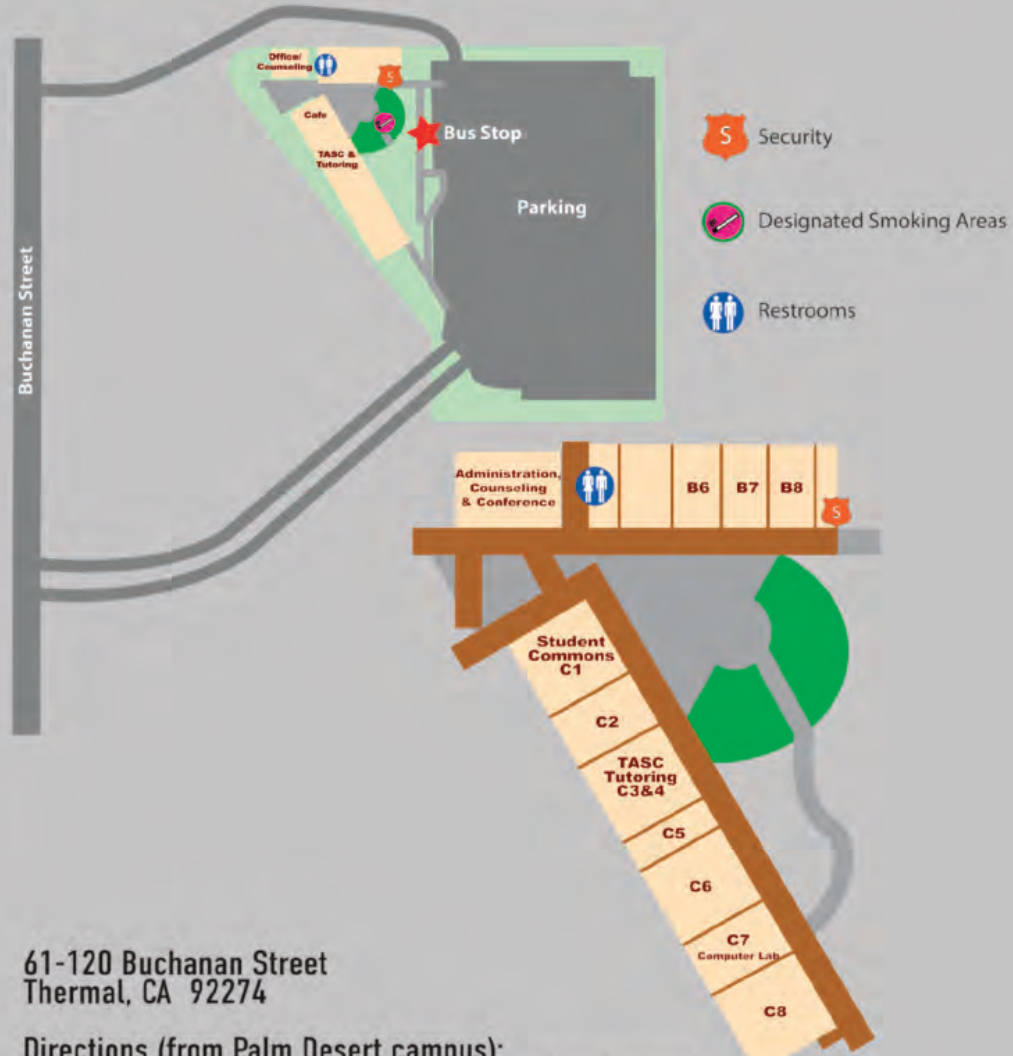 Buchanan Street
Office/
Counseling
S
Cafe
TASC &
Tutoring
Bus Stop
Parking
S Security
Designated Smoking Areas
Restrooms
Administration,
Counseling
& Conference
B6
B7
B8
S
Student
Commons
C1
C2
TASC
Tutoring
C3&4
C5
C6
C7
Computer Lab
C8
61-120 Buchanan Street
Thermal, CA 92274
Directions (from Palm Desert campus):